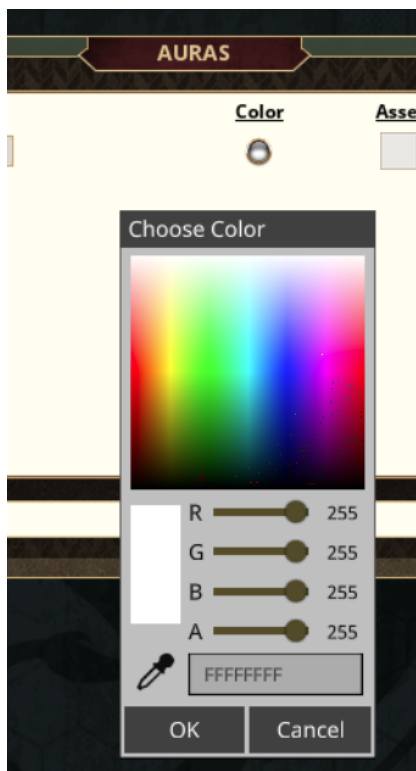 AURAS
Color
Asse
Choose Color
R 255
G 255
B 255
A 255
FFFFFFFF
OK Cancel